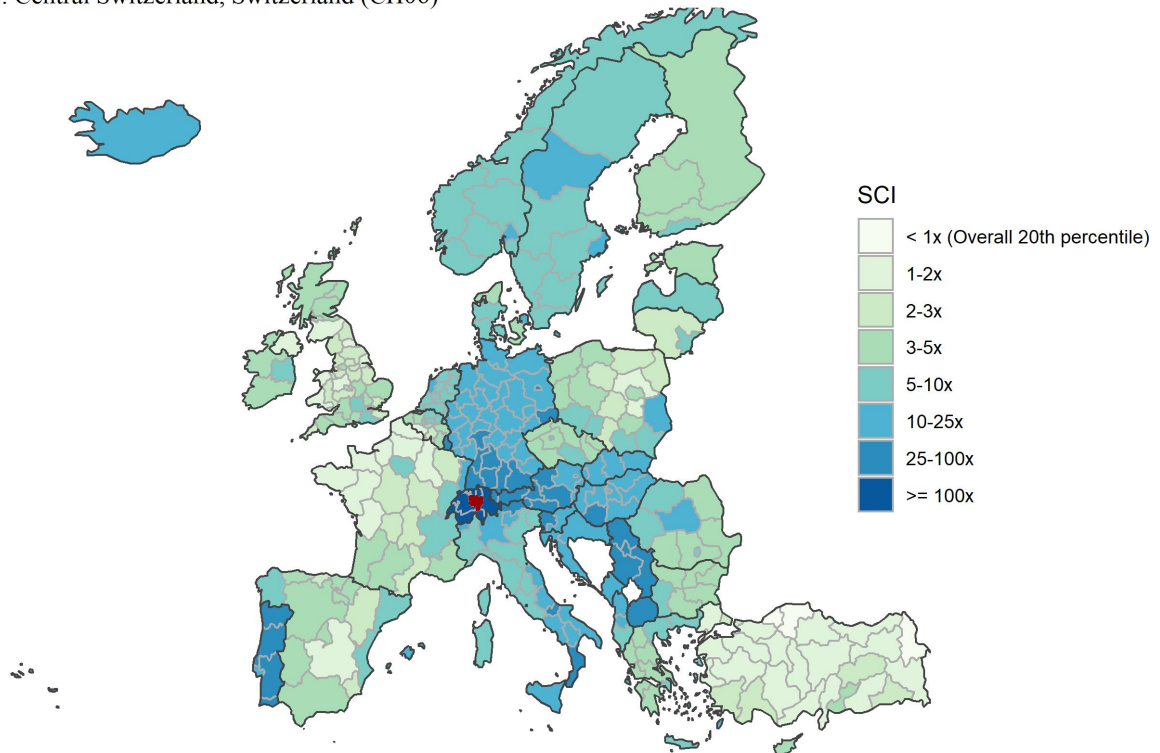 : Central Switzerland, Switzerland (CH06)
SCI
< 1x (Overall 20th percentile)
1-2x
2-3x
3-5x
5-10x
10-25x
25-100x
>= 100x